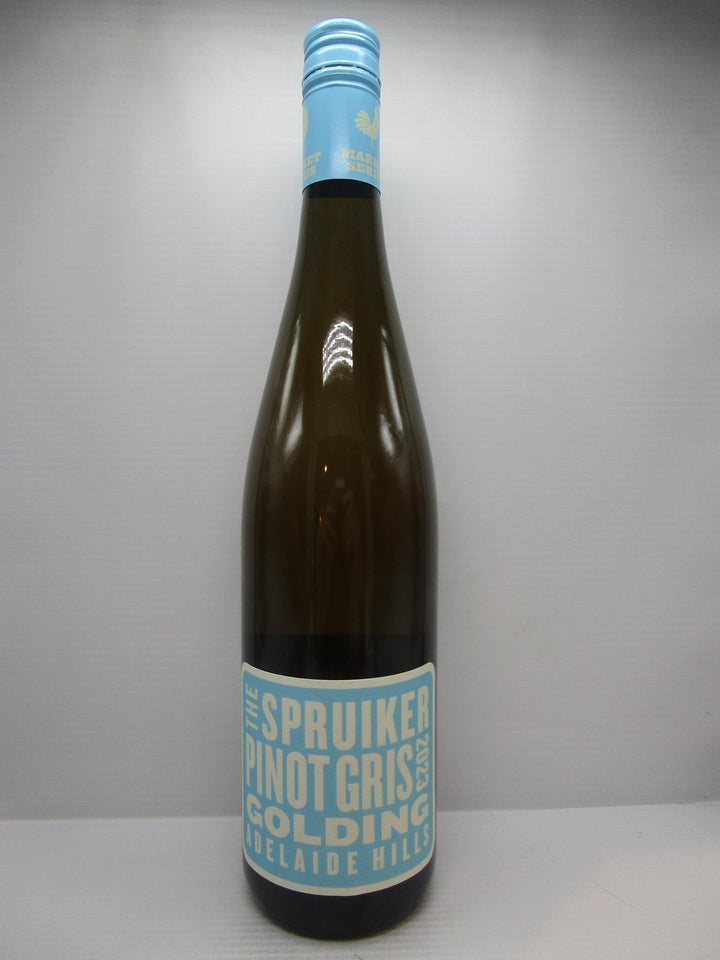 THE
SPRUIKER
PINOT GRIS
2023
GOLDING
ADELAIDE HILLS